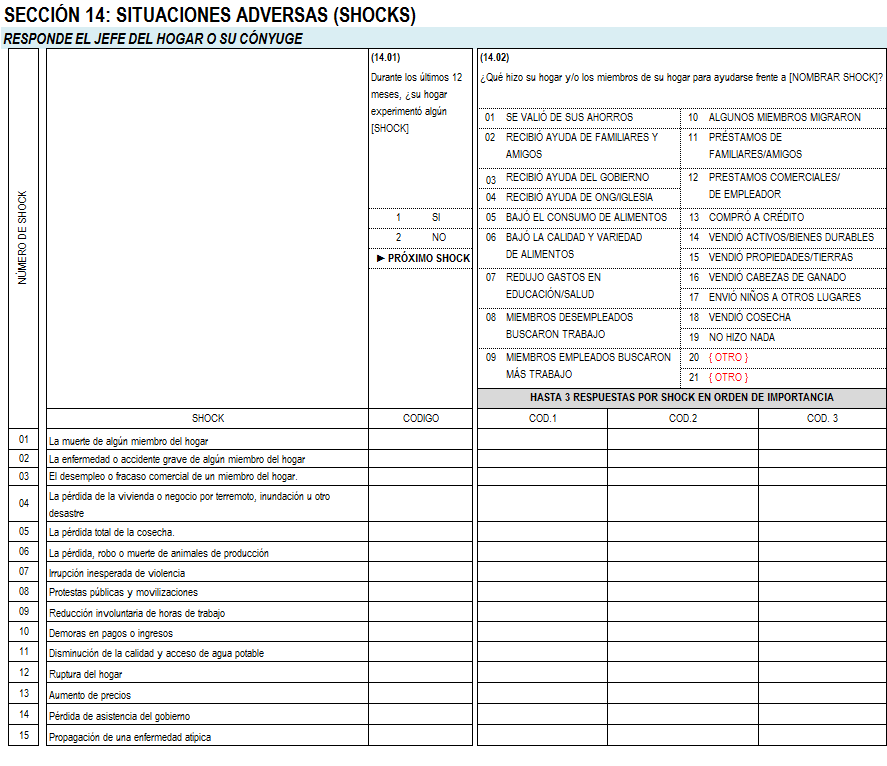 SECCIÓN 14: SITUACIONES ADVERSAS (SHOCKS)
RESPONDE EL JEFE DEL HOGAR O SU CÓNYUGE
NÚMERO DE SHOCK
(14.01)
Durante los últimos 12
meses, ¿su hogar
experimentó algún
[SHOCK]
1 SI
2 NO
►PRÓXIMO SHOCK
(14.02)
¿Qué hizo su hogar y/o los miembros de su hogar para ayudarse frente a [NOMBRAR SHOCK]?
01 SE VALIÓ DE SUS AHORROS
02 RECIBIÓ AYUDA DE FAMILIARES Y
AMIGOS
03 RECIBIÓ AYUDA DEL GOBIERNO
04 RECIBIÓ AYUDA DE ONG/IGLESIA
05 BAJÓ EL CONSUMO DE ALIMENTOS
06 BAJÓ LA CALIDAD Y VARIEDAD
DE ALIMENTOS
07 REDUJO GASTOS EN
EDUCACIÓN/SALUD
08 MIEMBROS DESEMPLEADOS
BUSCARON TRABAJO
09 MIEMBROS EMPLEADOS BUSCARON
MÁS TRABAJO
10 ALGUNOS MIEMBROS MIGRARON
11 PRÉSTAMOS DE
FAMILIARES/AMIGOS
12 PRESTAMOS COMERCIALES/
DE EMPLEADOR
13 COMPRÓ A CRÉDITO
14 VENDIÓ ACTIVOS/BIENES DURABLES
15 VENDIÓ PROPIEDADES/TIERRAS
16 VENDIÓ CABEZAS DE GANADO
17 ENVIÓ NIÑOS A OTROS LUGARES
18 VENDIÓ COSECHA
19 NO HIZO NADA
20 { OTRO }
21 { OTRO }
HASTA 3 RESPUESTAS POR SHOCK EN ORDEN DE IMPORTANCIA
SHOCK CODIGO COD.1 COD.2 COD. 3
01 La muerte de algún miembro del hogar
02 La enfermedad o accidente grave de algún miembro del hogar
03 El desempleo o fracaso comercial de un miembro del hogar.
04 La pérdida de la vivienda o negocio por terremoto, inundación u otro
desastre
05 La pérdida total de la cosecha.
06 La pérdida, robo o muerte de animales de producción
07 Irrupción inesperada de violencia
08 Protestas públicas y movilizaciones
09 Reducción involuntaria de horas de trabajo
10 Demoras en pagos o ingresos
11 Disminución de la calidad y acceso de agua potable
12 Ruptura del hogar
13 Aumento de precios
14 Pérdida de asistencia del gobierno
15 Propagación de una enfermedad atípica